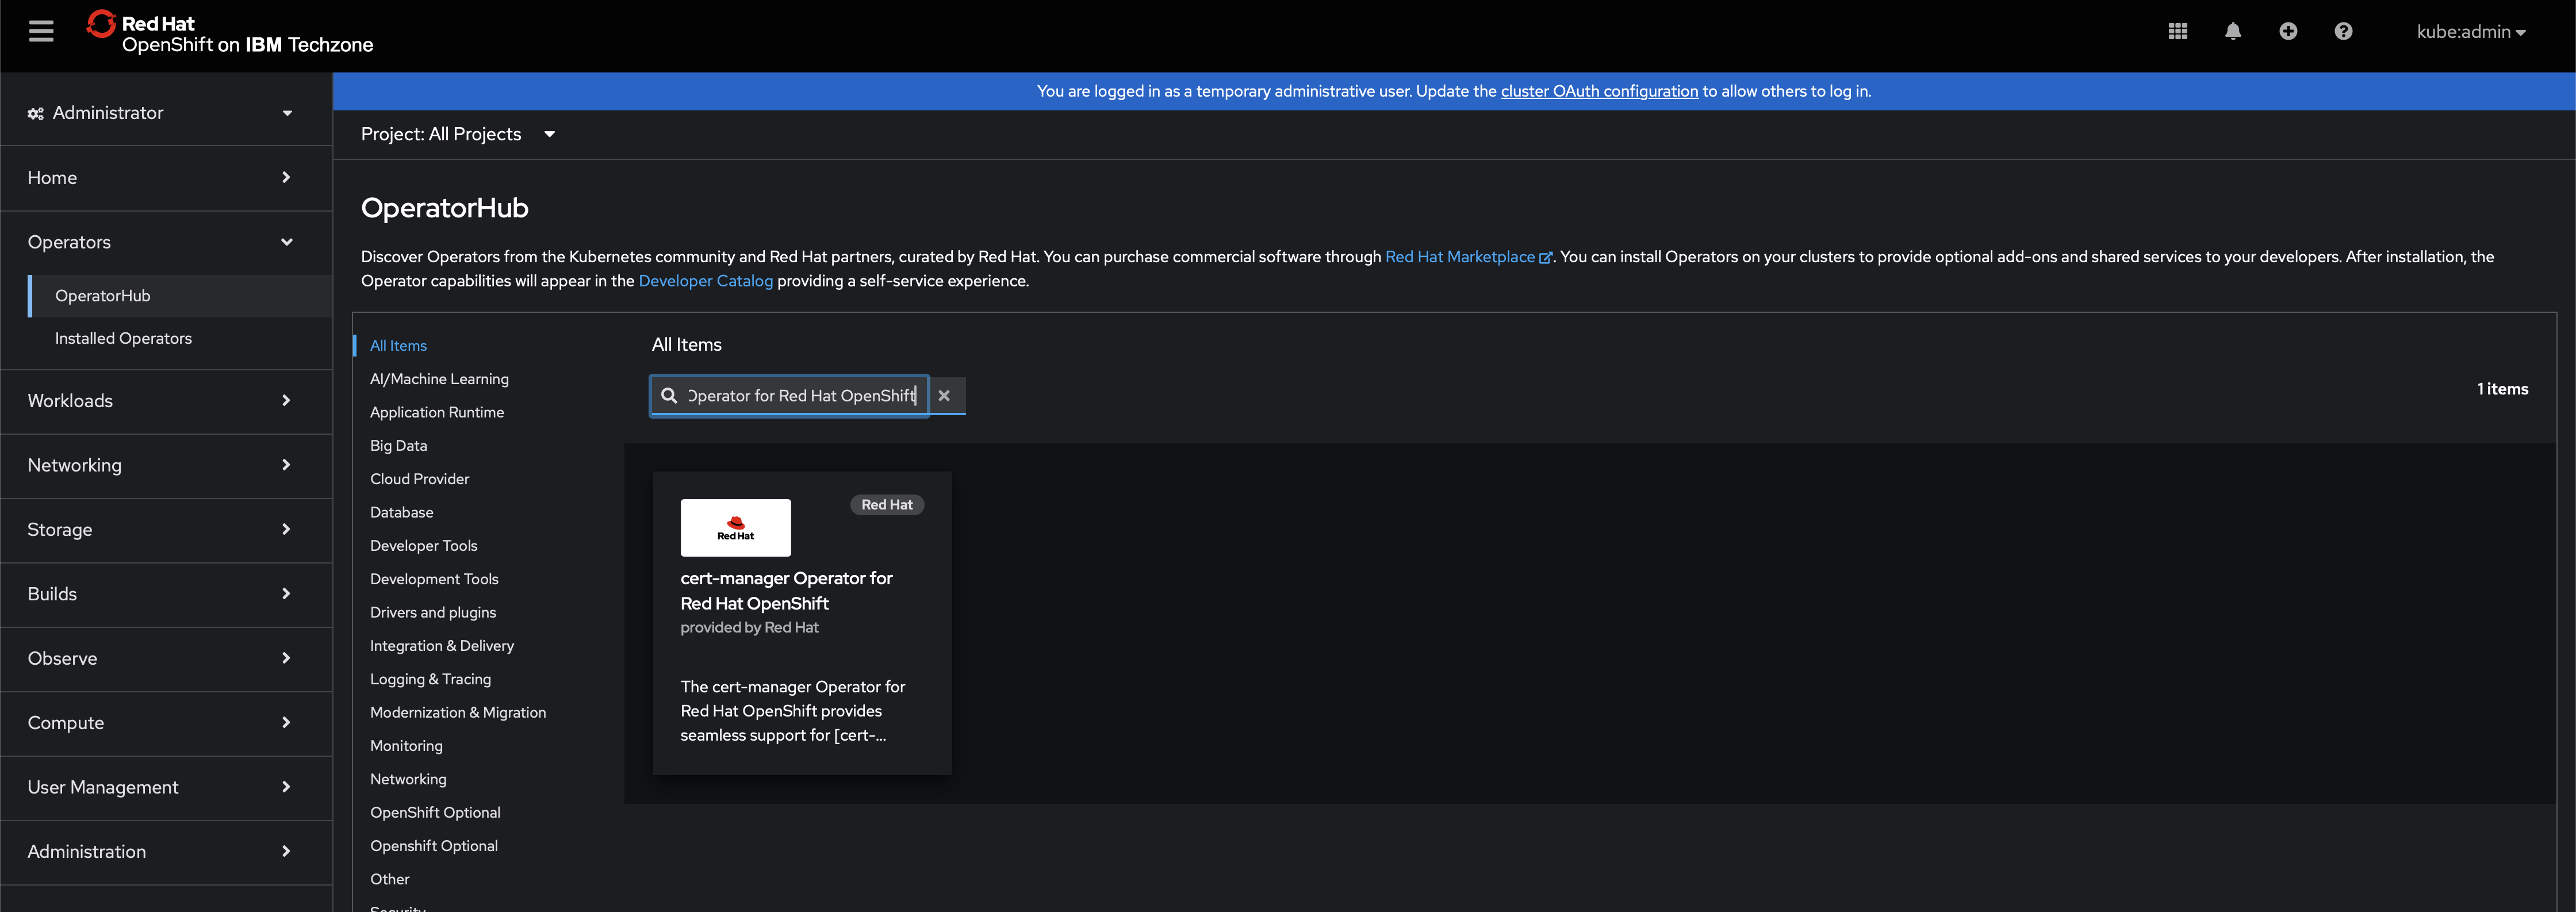 Red Hat
OpenShift on IBM Techzone
kube:admin
Administrator
Home
Operators
OperatorHub
Installed Operators
Workloads
Networking
Storage
Builds
Observe
Compute
User Management
Administration
You are logged in as a temporary administrative user. Update the cluster OAuth configuration to allow others to log in.
Project: All Projects
OperatorHub
Discover Operators from the Kubernetes community and Red Hat partners, curated by Red Hat. You can purchase commercial software through Red Hat Marketplace. You can install Operators on your clusters to provide optional add-ons and shared services to your developers. After installation, the
Operator capabilities will appear in the Developer Catalog providing a self-service experience.
All Items
AI/Machine Learning
Application Runtime
Big Data
Cloud Provider
Database
Developer Tools
Development Tools
Drivers and plugins
Integration & Delivery
Logging & Tracing
Modernization & Migration
Monitoring
Networking
OpenShift Optional
Openshift Optional
Other
Security
All Items
Operator for Red Hat OpenShift
1 items
Red Hat
Red Hat
cert-manager Operator for
Red Hat OpenShift
provided by Red Hat
The cert-manager Operator for
Red Hat OpenShift provides
seamless support for [cert-...